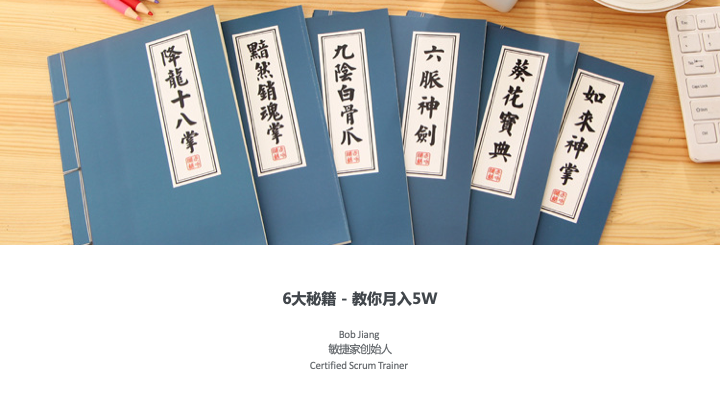 降龍十八掌
黯然銷魂掌
九陰白骨爪
六脈神劍
葵花寶典
如來神掌
6大秘籍 - 教你月入5W
Bob Jiang
敏捷家创始人
Certified Scrum Trainer